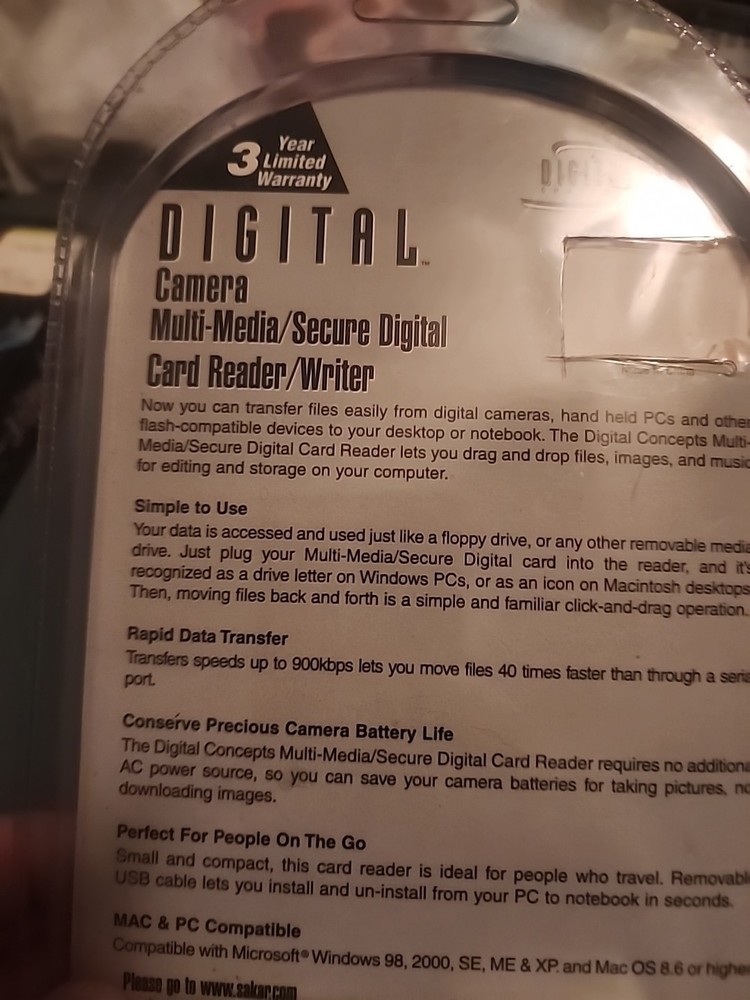 3 Year
Limited
Warranty
DIGITAL™
Camera
Multi-Media/Secure Digital
Card Reader/Writer
Now you can transfer files easily from digital cameras, hand held PCs and other
flash-compatible devices to your desktop or notebook. The Digital Concepts Multi-
Media/Secure Digital Card Reader lets you drag and drop files, images, and music
for editing and storage on your computer.
Simple to Use
Your data is accessed and used just like a floppy drive, or any other removable media
drive. Just plug your Multi-Media/Secure Digital card into the reader, and it's
recognized as a drive letter on Windows PCs, or as an icon on Macintosh desktops.
Then, moving files back and forth is a simple and familiar click-and-drag operation.
Rapid Data Transfer
Transfers speeds up to 900kbps lets you move files 40 times faster than through a seria
port.
Conserve Precious Camera Battery Life
The Digital Concepts Multi-Media/Secure Digital Card Reader requires no additiona
AC power source, so you can save your camera batteries for taking pictures, no
downloading images.
Perfect For People On The Go
Small and compact, this card reader is ideal for people who travel. Removabl
USB cable lets you install and un-install from your PC to notebook in seconds.
MAC & PC Compatible
Compatible with Microsoft® Windows 98, 2000, SE, ME & XP. and Mac OS 8.6 or higher
Please go to www.sakar.com